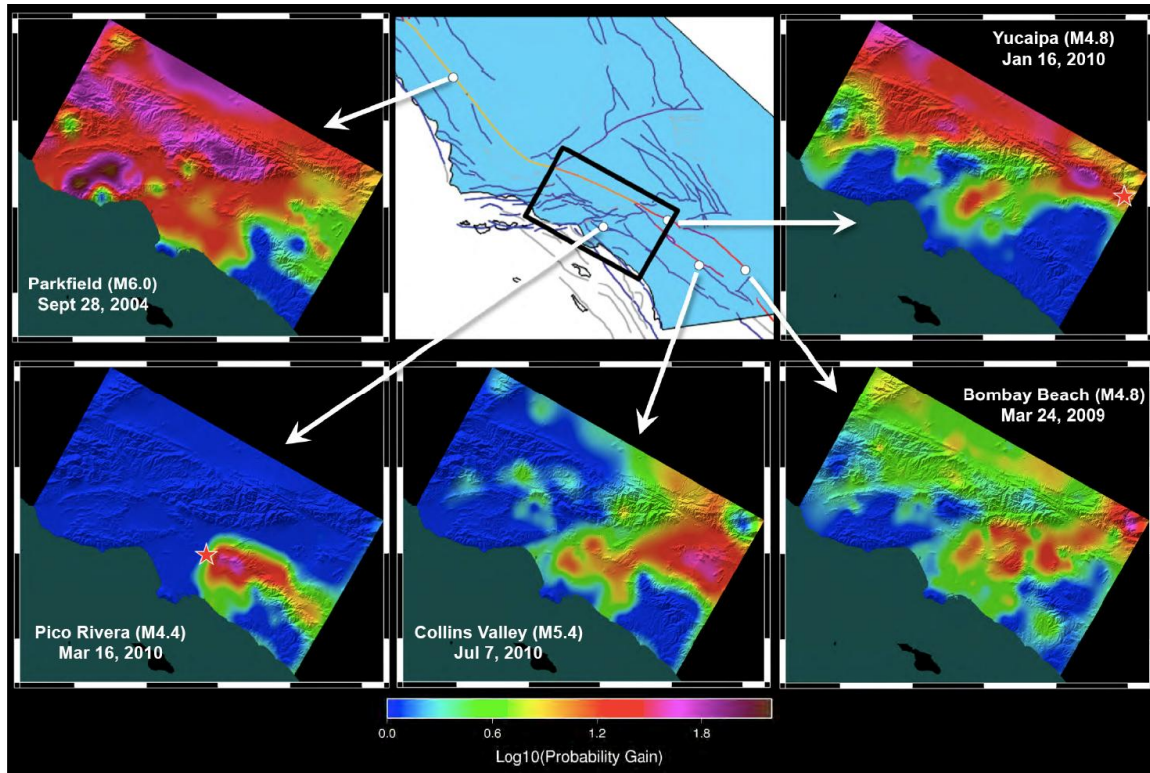 Yucaipa (M4.8)
Jan 16, 2010
Parkfield (M6.0)
Sept 28, 2004
Bombay Beach (M4.8)
Mar 24, 2009
Pico Rivera (M4.4)
Mar 16, 2010
Collins Valley (M5.4)
Jul 7, 2010
0.0 0.6 1.2 1.8
Log10(Probability Gain)